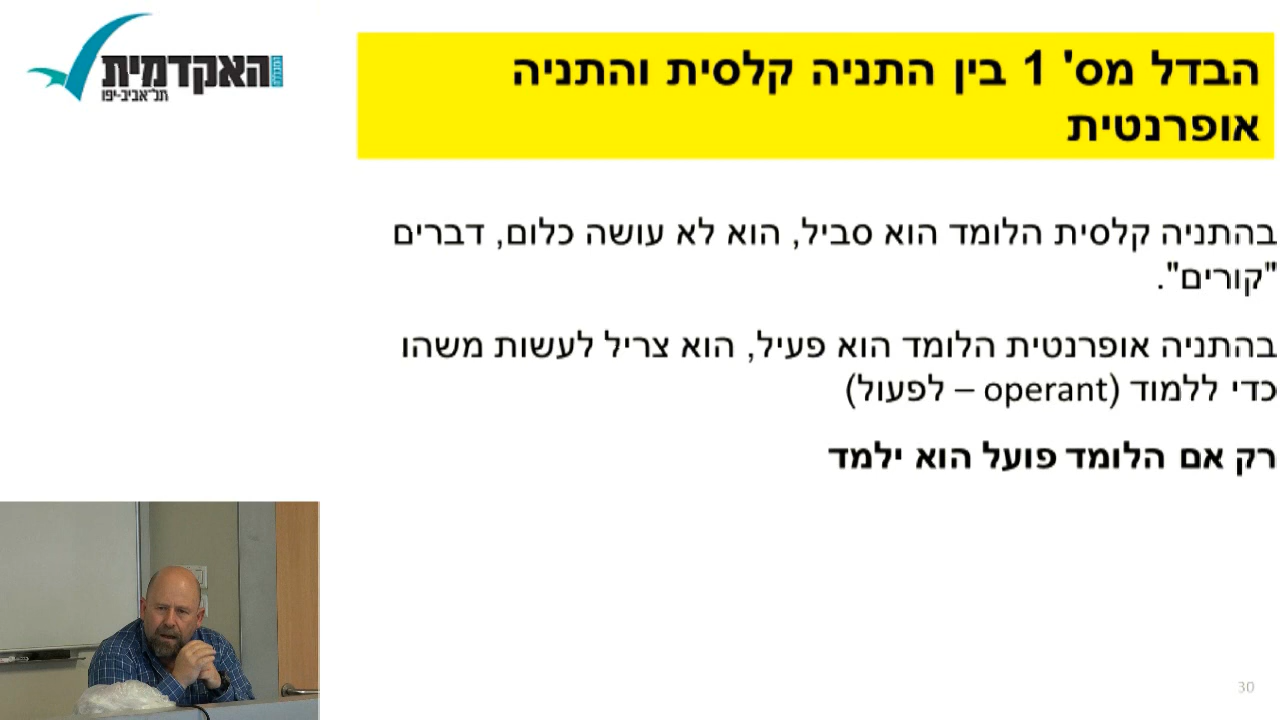 האקדמית
תל־אביב-יפו
הבדל מס' 1 בין התניה קלסית והתניה
אופרנטית
בהתניה קלסית הלומד הוא סביל, הוא לא עושה כלום, דברים
"קורים".
בהתניה אופרנטית הלומד הוא פעיל, הוא צריל לעשות משהו
כדי ללמוד (operant – לפעול)
רק אם הלומד פועל הוא ילמד
30